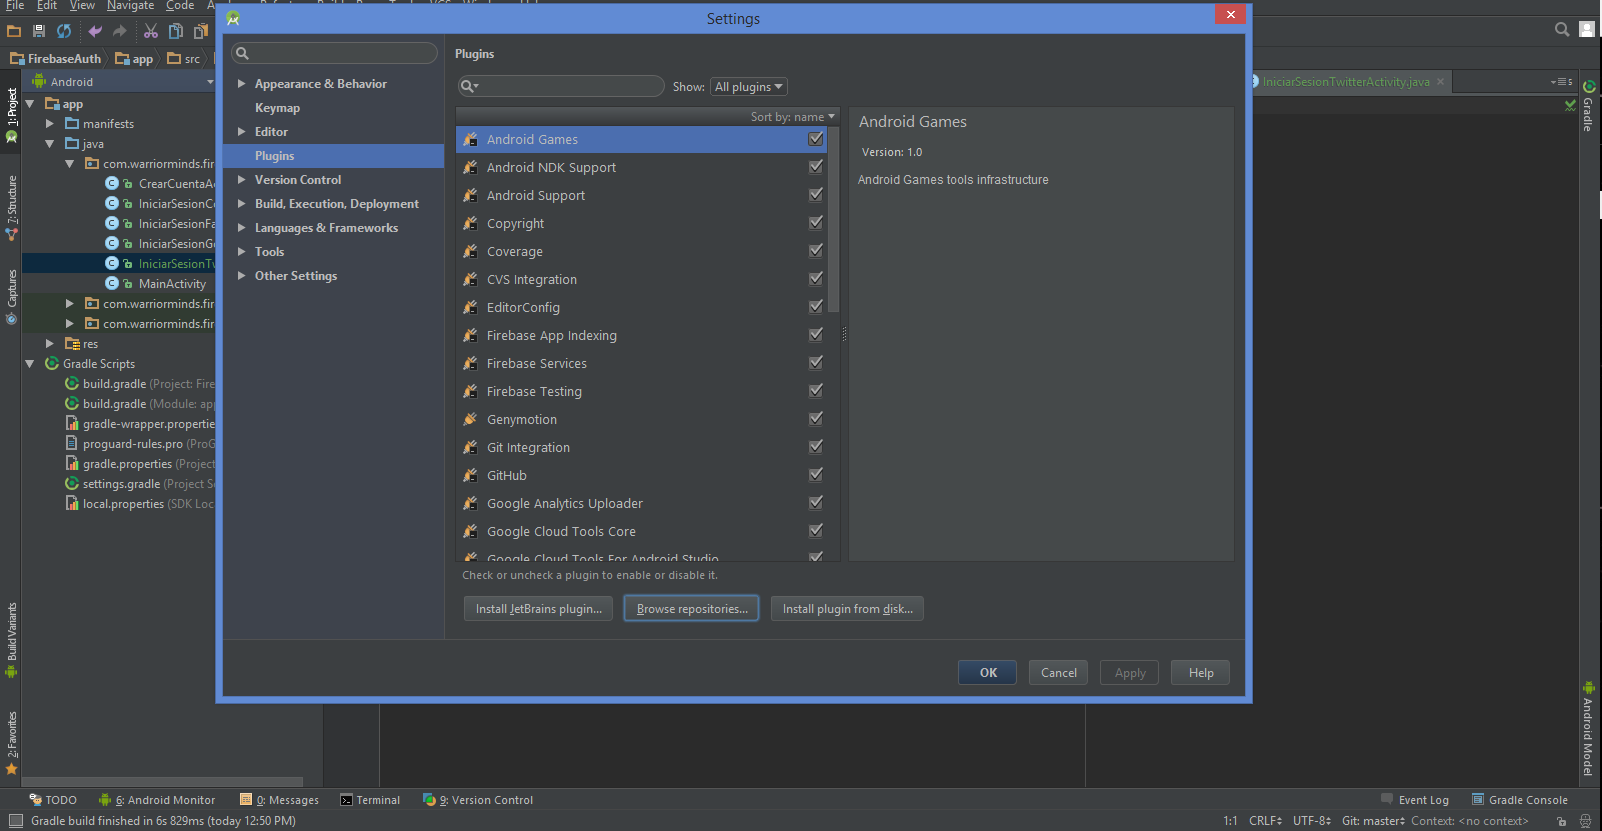 File Edit View Navigate Code
Settings
FirebaseAuth app src
Android
IniciarSesionTwitterActivity.java
1: Project
7: Structure
Captures
Build Variants
2: Favorites
app
manifests
java
com.warriorminds.fir
CrearCuentaAc
IniciarSesionCo
IniciarSesionFa
IniciarSesionGo
IniciarSesionTw
MainActivity
com.warriorminds.fir
com.warriorminds.fir
res
Gradle Scripts
build.gradle (Project: Fire
build.gradle (Module: app
gradle-wrapper.propertie
proguard-rules.pro (ProG
gradle.properties (Project
settings.gradle (Project Se
local.properties (SDK Loc
Appearance & Behavior
Keymap
Editor
Plugins
Version Control
Build, Execution, Deployment
Languages & Frameworks
Tools
Other Settings
Plugins
Show: All plugins
Sort by: name
Android Games
Android NDK Support
Android Support
Copyright
Coverage
CVS Integration
EditorConfig
Firebase App Indexing
Firebase Services
Firebase Testing
Genymotion
Git Integration
GitHub
Google Analytics Uploader
Google Cloud Tools Core
Google Cloud Tools For Android Studio
Android Games
Version: 1.0
Android Games tools infrastructure
Check or uncheck a plugin to enable or disable it.
Install JetBrains plugin... Browse repositories... Install plugin from disk...
OK Cancel Apply Help
Gradle
Android Model
TODO 6: Android Monitor 0: Messages Terminal 9: Version Control Event Log Gradle Console
Gradle build finished in 6s 829ms (today 12:50 PM) 1:1 CRLF UTF-8 Git: master Context: <no context>